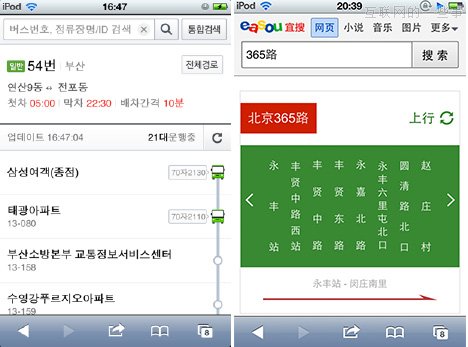 iPod 16:47
버스번호, 정류장명/ID 검색 통합검색
일반 54번 부산 전체경로
연산9동 ↔ 전포동
첫차 05:00 | 막차 22:30 | 배차간격 10분
업데이트 16:47:04 21대운행중
삼성여객(종점) 70자2130
태광아파트 70자2110
13-080
부산소방본부 교통정보서비스센터
13-158
수영강푸르지오아파트
13-159
8
iPod 20:39
互联网的一些事
easou 宜搜 网页 小说 音乐 图片 更多
365路 搜 索
北京365路 上行
永丰站
丰贤中路西站
丰贤中路
丰贤东路
永嘉北路
永丰六里屯北口
圆清路北口
赵庄村
永丰站 - 闵庄南里
8